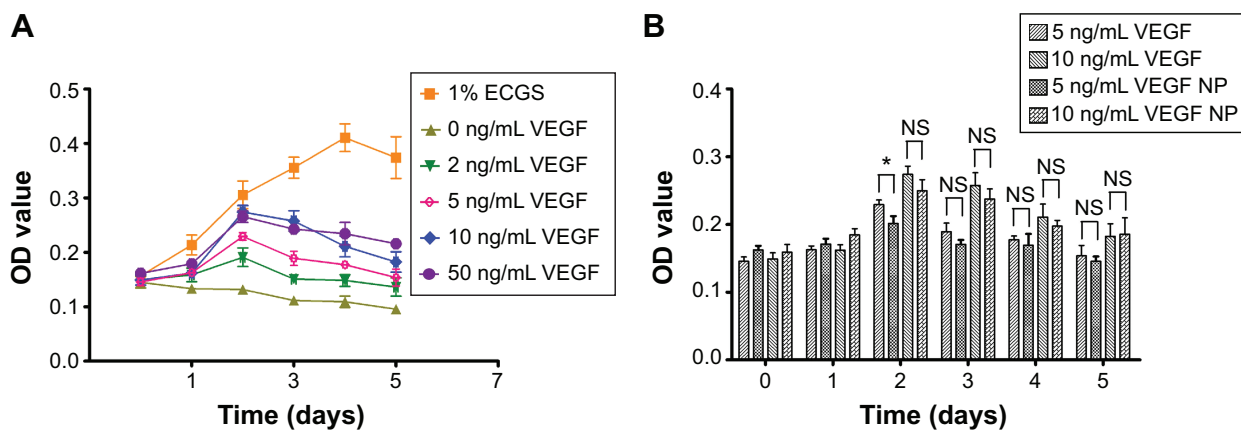 A
OD value
0.5
0.4
0.3
0.2
0.1
0.0
1
3
5
7
Time (days)
1% ECGS
0 ng/mL VEGF
2 ng/mL VEGF
5 ng/mL VEGF
10 ng/mL VEGF
50 ng/mL VEGF
B
5 ng/mL VEGF
10 ng/mL VEGF
5 ng/mL VEGF NP
10 ng/mL VEGF NP
OD value
0.4
0.3
0.2
0.1
0.0
*
NS
NS
NS
NS
NS
NS
NS
0
1
2
3
4
5
Time (days)